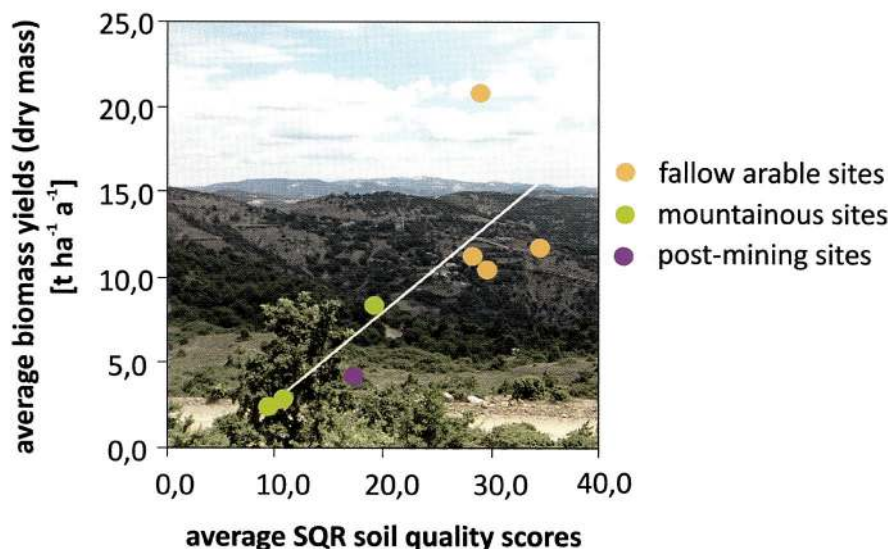 average biomass yields (dry mass)
[t ha⁻¹ a⁻¹]
25,0
20,0
15,0
10,0
5,0
0,0
0,0 10,0 20,0 30,0 40,0
average SQR soil quality scores
fallow arable sites
mountainous sites
post-mining sites